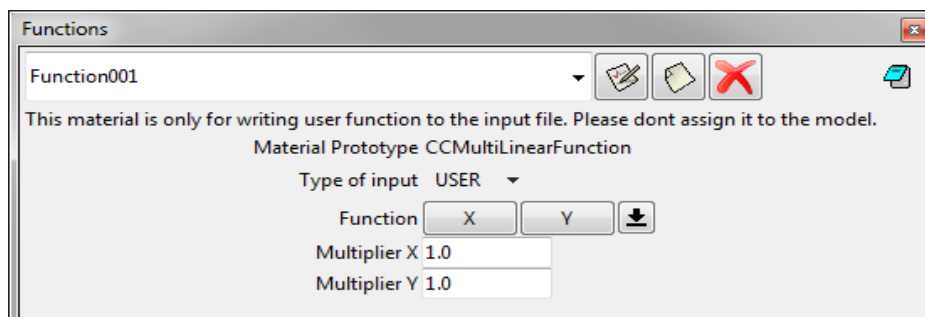 Functions
Function001
This material is only for writing user function to the input file. Please dont assign it to the model.
Material Prototype CCMultiLinearFunction
Type of input USER
Function X Y
Multiplier X 1.0
Multiplier Y 1.0